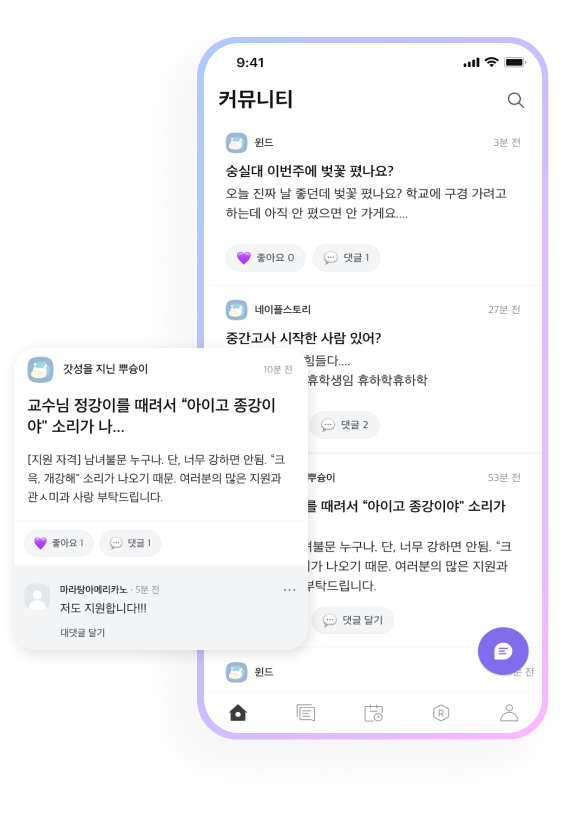 9:41
커뮤니티
윈드
3분 전
숭실대 이번주에 벚꽃 폈나요?
오늘 진짜 날 좋던데 벚꽃 폈나요? 학교에 구경 가려고
하는데 아직 안 폈으면 안 가게요....
좋아요 0
댓글 1
네이플스토리
27분 전
중간고사 시작한 사람 있어?
힘들다....
휴학생임 휴하학휴학하
댓글 2
갓성을 지닌 뿌슝이
10분 전
교수님 정강이를 때려서 “아이고 종강이
야" 소리가 나...
[지원 자격] 남녀불문 누구나. 단, 너무 강하면 안됨. “크
윽, 개강해" 소리나 나오기 때문. 여러분의 많은 지원과
관ㅅ미과 사랑 부탁드립니다.
좋아요 1
댓글 1
마라탕아메리카노 · 5분 전
저도 지원합니다!!!
대댓글 달기
뿌슝이
53분 전
를 때려서 “아이고 종강이야" 소리가
불문 누구나. 단, 너무 강하면 안됨. “크
가 나오기 때문. 여러분의 많은 지원과
부탁드립니다.
댓글 달기
윈드
분 전